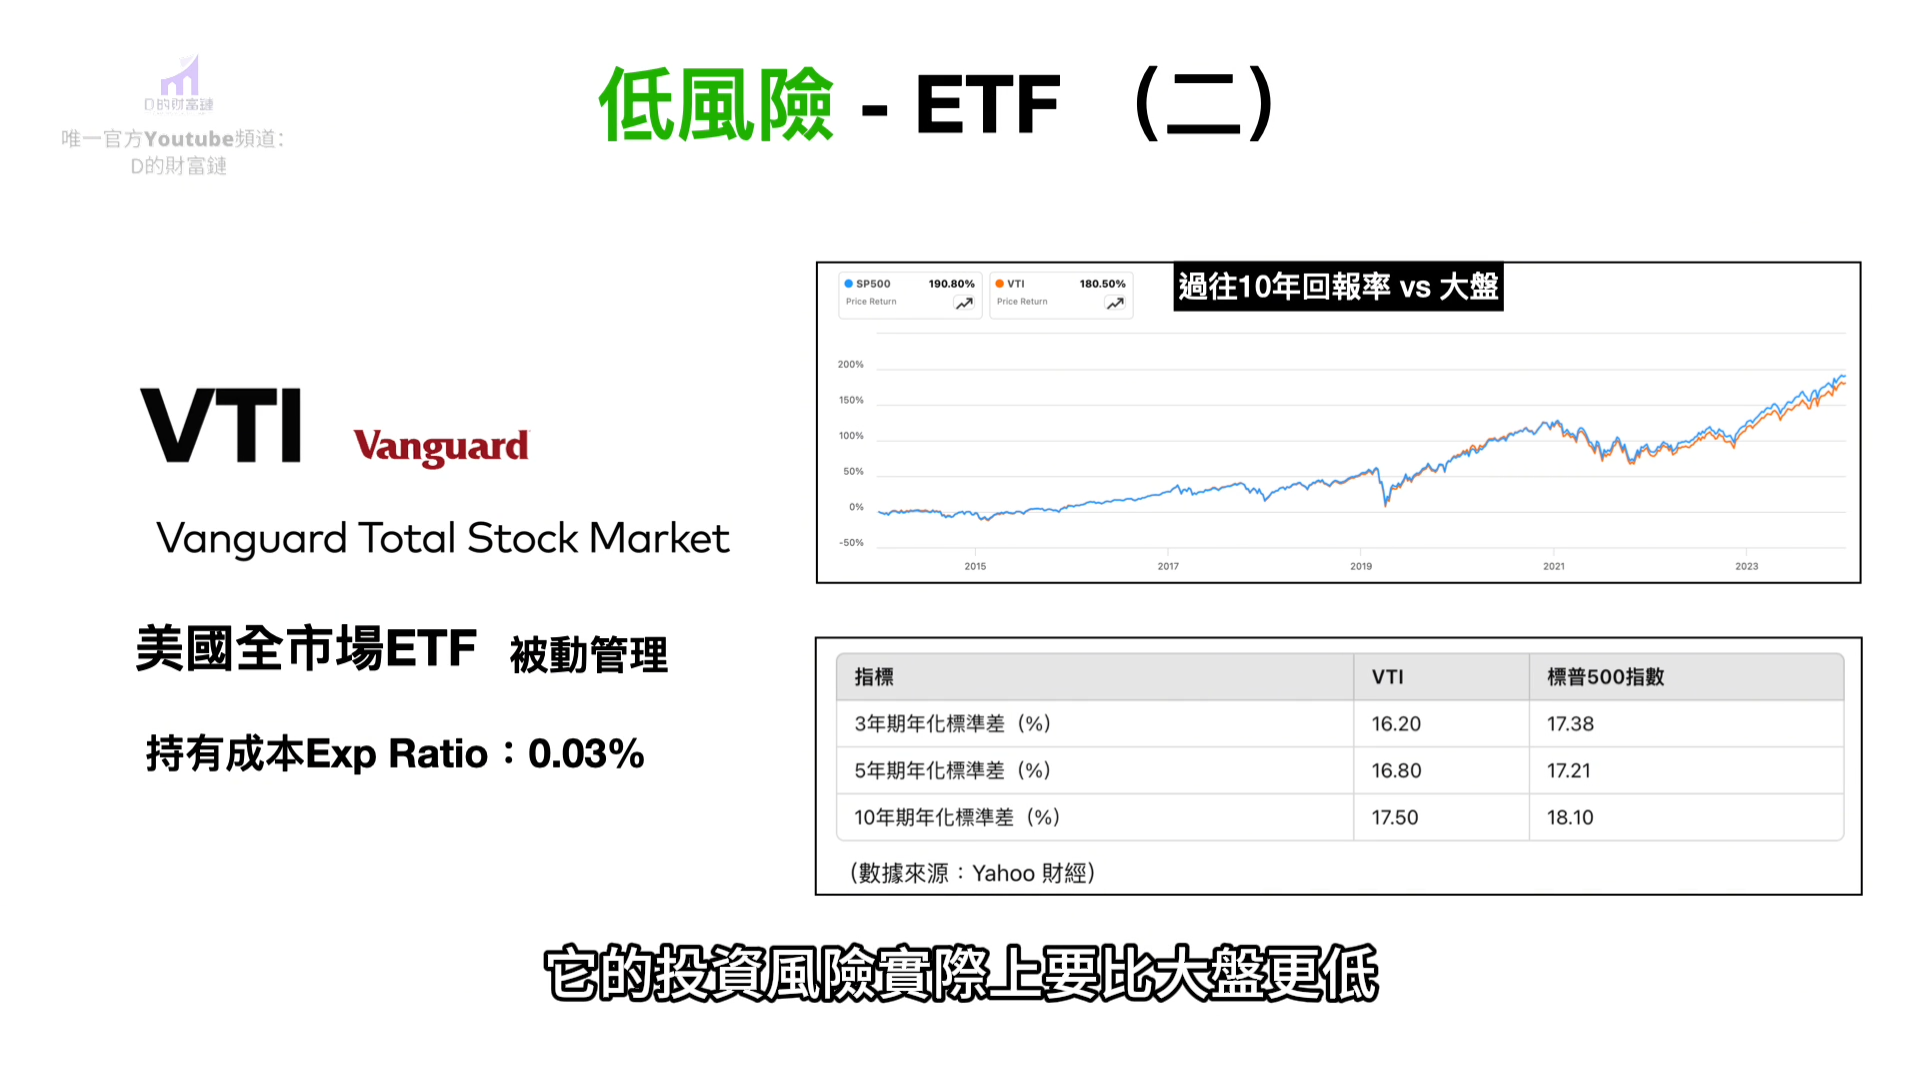 D的財富鏈
唯一官方Youtube頻道：
D的財富鏈
低風險 - ETF （二）
VTI
Vanguard
Vanguard Total Stock Market
美國全市場ETF 被動管理
持有成本Exp Ratio：0.03%
SP500 190.80%
Price Return
VTI 180.50%
Price Return
過往10年回報率 vs 大盤
200%
150%
100%
50%
0%
-50%
2015 2017 2019 2021 2023
指標 VTI 標普500指數
3年期年化標準差（%） 16.20 17.38
5年期年化標準差（%） 16.80 17.21
10年期年化標準差（%） 17.50 18.10
（數據來源：Yahoo 財經）
它的投資風險實際上要比大盤更低